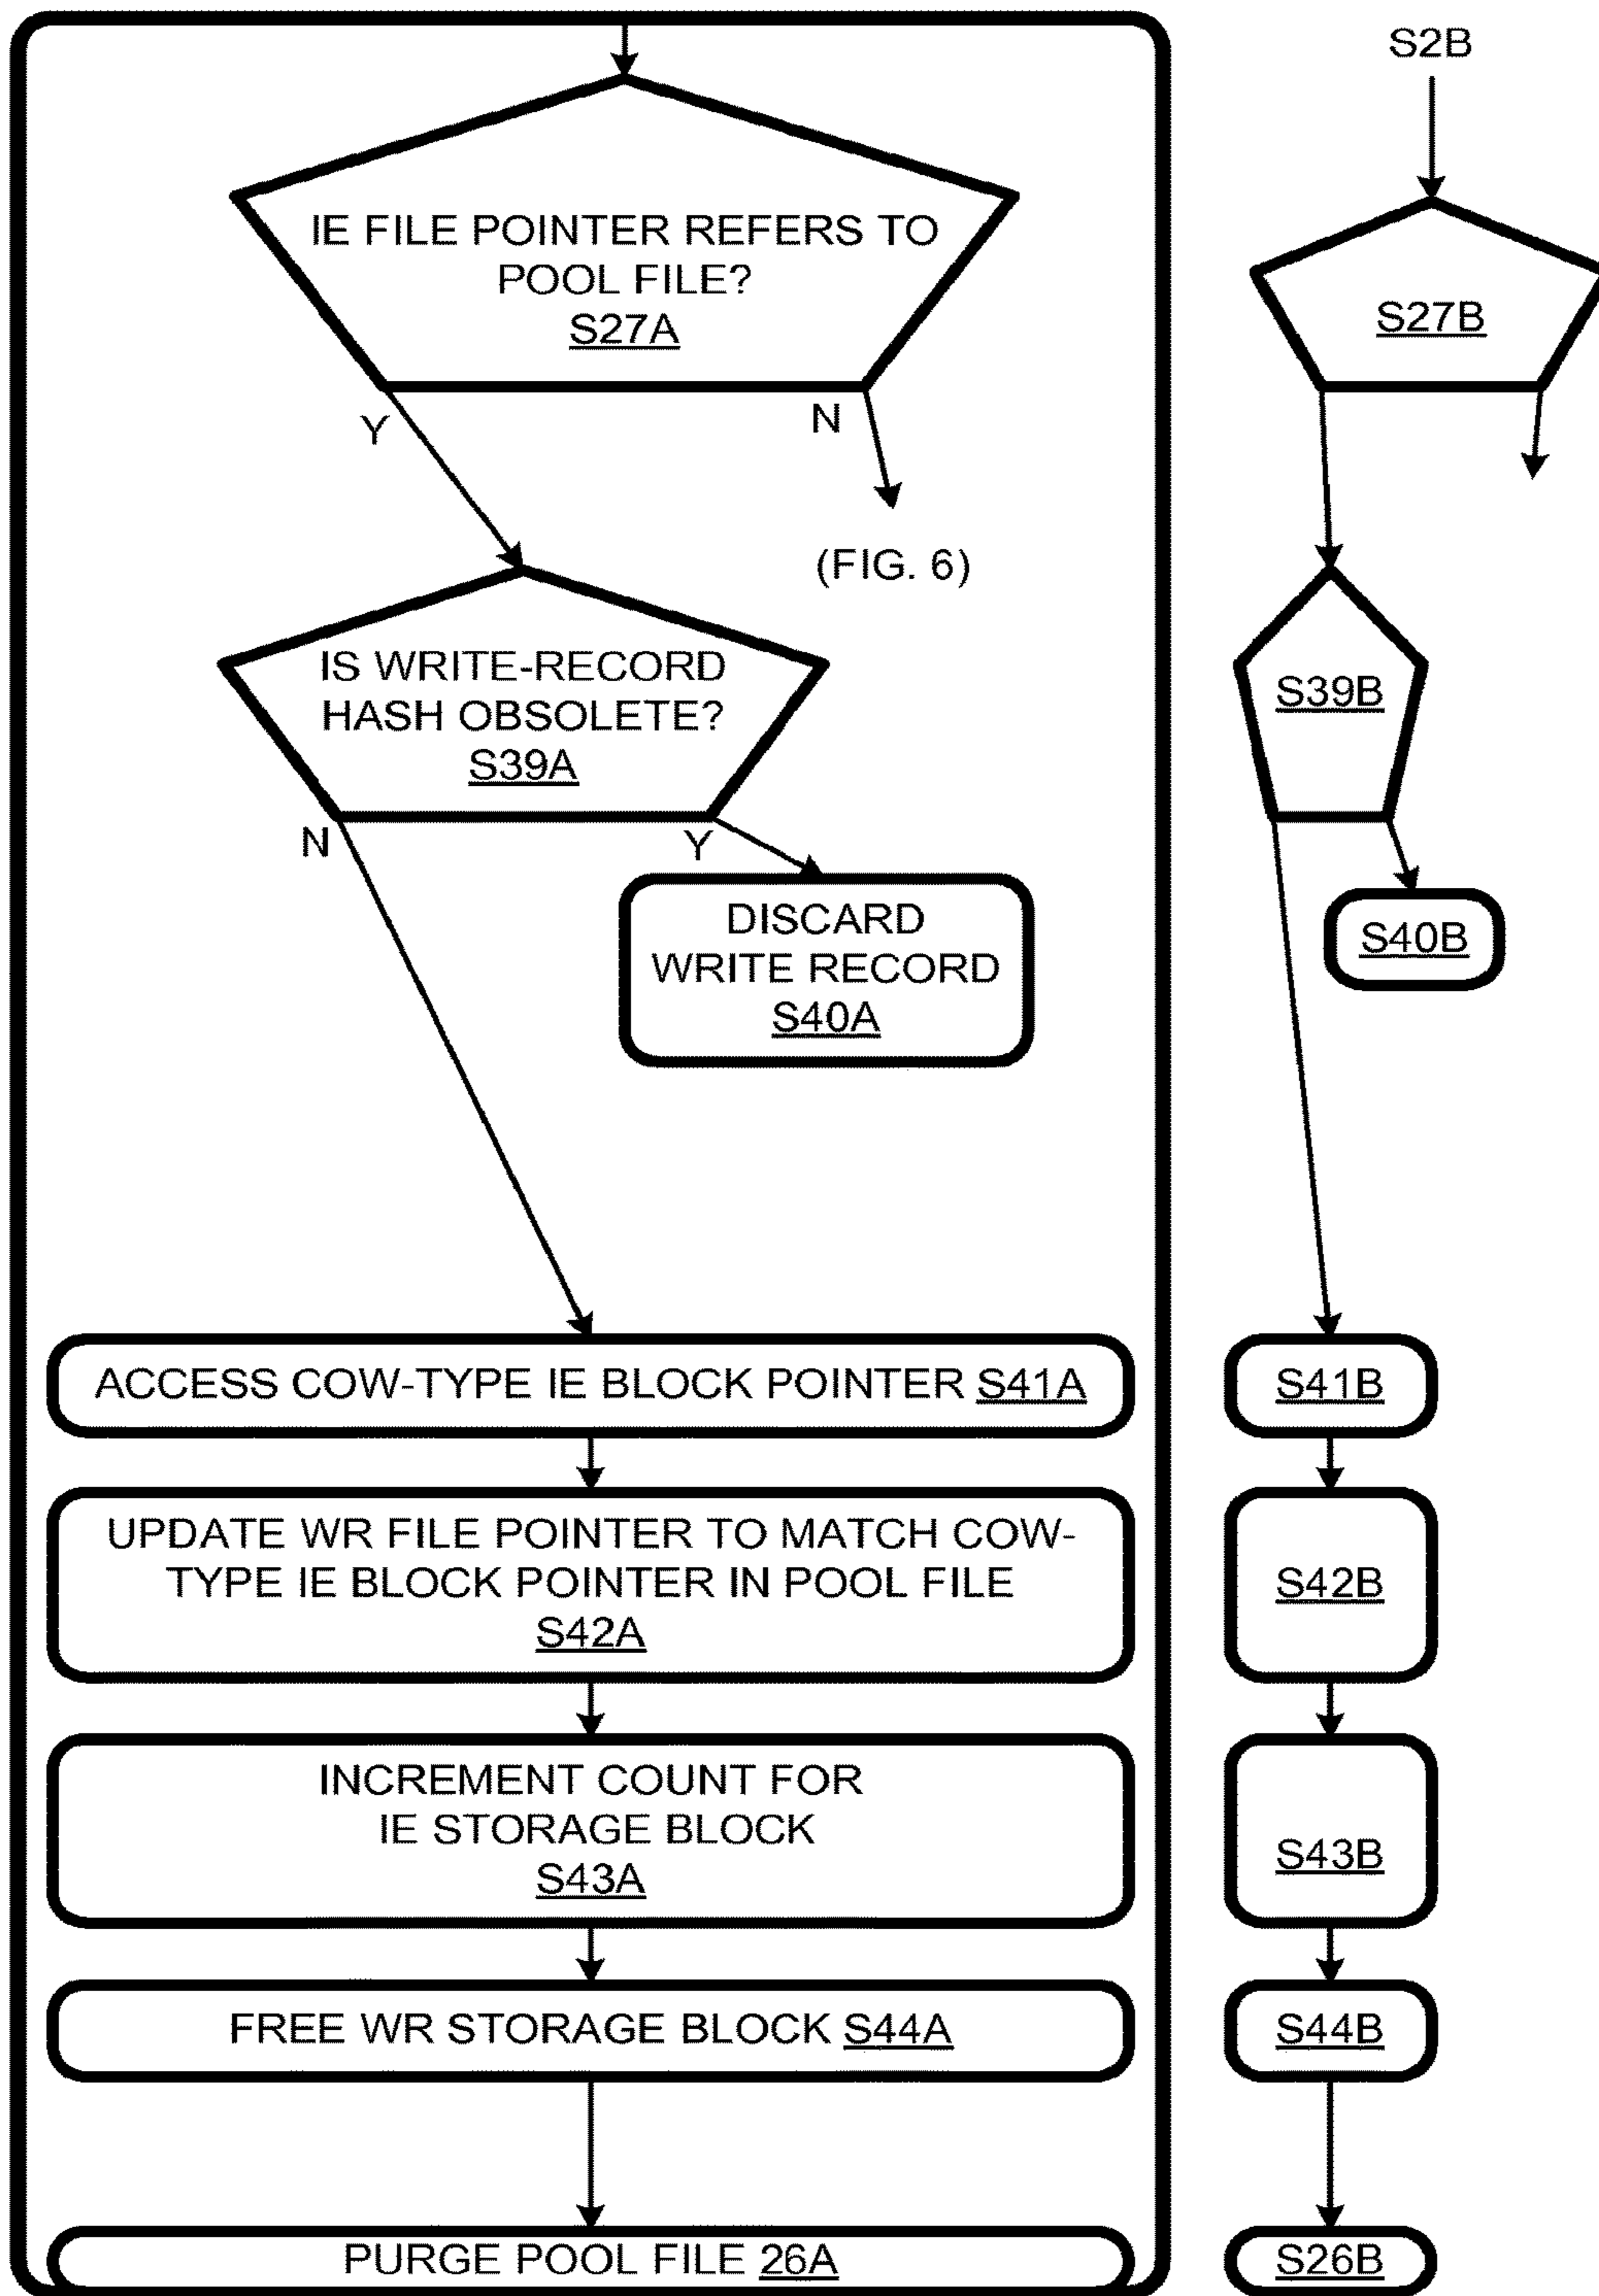 S2B
IE FILE POINTER REFERS TO
POOL FILE?
S27A
S27B
Y
N
(FIG. 6)
IS WRITE-RECORD
HASH OBSOLETE?
S39A
S39B
N
Y
DISCARD
WRITE RECORD
S40A
S40B
ACCESS COW-TYPE IE BLOCK POINTER S41A
S41B
UPDATE WR FILE POINTER TO MATCH COW-
TYPE IE BLOCK POINTER IN POOL FILE
S42A
S42B
INCREMENT COUNT FOR
IE STORAGE BLOCK
S43A
S43B
FREE WR STORAGE BLOCK S44A
S44B
PURGE POOL FILE 26A
S26B